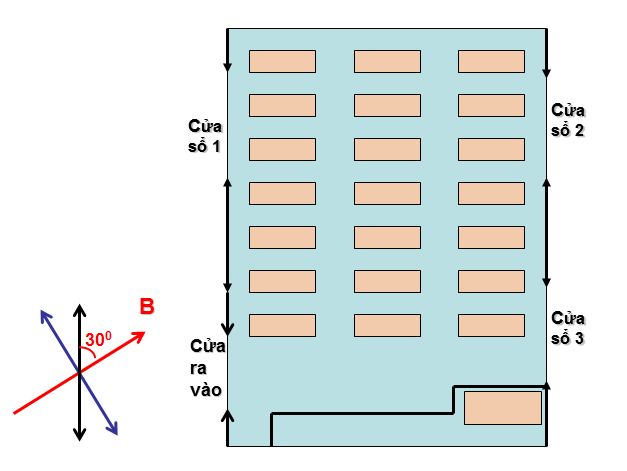 Cửa
sổ 1
Cửa
sổ 2
B
30⁰
Cửa
sổ 3
Cửa
ra
vào